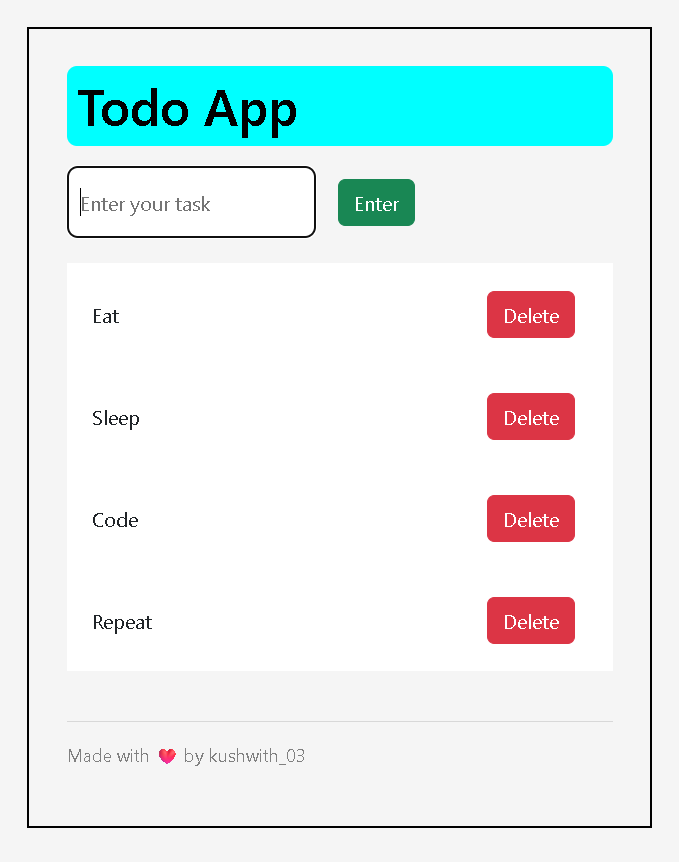 Todo App
Enter your task Enter
Eat Delete
Sleep Delete
Code Delete
Repeat Delete
Made with ❤️ by kushwith_03